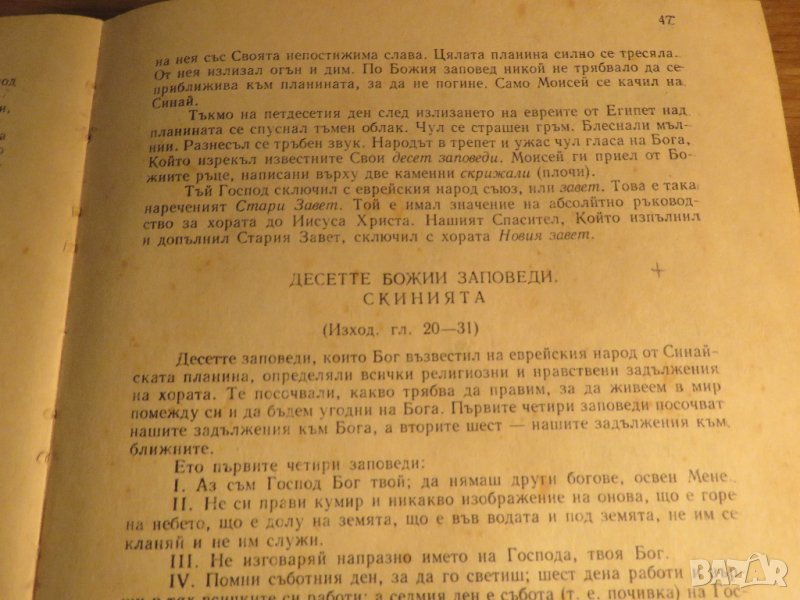 47
на нея със Своята непостижима слава. Цялата планина силно се тресяла.
От нея излизал огън и дим. По Божия заповед никой не трябвало да се
приближива към планината, за да не погине. Само Моисей се качил на
Синай.
Тъкмо на петдесетия ден след излизането на евреите от Египет над
планината се спуснал тъмен облак. Чул се страшен гръм. Блеснали мъл-
нии. Разнесъл се тръбен звук. Народът в трепет и ужас чул гласа на Бога,
Който изрекъл известните Свои десет заповеди. Моисей ги приел от Бо-
жиите ръце, написани върху две каменни скрижали (плочи).
Тъй Господ сключил с еврейския народ съюз, или завет. Това е така
нареченият Стари Завет. Той е имал значение на абсолйтно ръковод-
ство за хората до Иисуса Христа. Нашият Спасител, Който изпълнил
и допълнил Стария Завет, сключил с хората Новия завет.
ДЕСЕТТЕ БОЖИИ ЗАПОВЕДИ.
СКИНИЯТА
(Изход. гл. 20—31)
Десетте заповеди, които Бог възвестил на еврейския народ от Синай-
ската планина, определяли всички религиозни и нравствени задължения
на хората. Те посочвали, какво трябва да правим, за да живеем в мир
помежду си и да бъдем угодни на Бога. Първите четири заповеди посочват
нашите задължения към Бога, а вторите шест — нашите задължения към
ближните.
Ето първите четири заповеди:
I. Аз съм Господ Бог твой; да нямаш други богове, освен Мене
II. Не си прави кумир и никакво изображение на онова, що е горе
на небето, що е долу на земята, що е във водата и под земята, не им се
кланяй и не им служи.
III. Не изговаряй напразно името на Господа, твоя Бог.
IV. Помни съботния ден, за да го светиш; шест дена работи и
в тях всичките си работи; а седмия ден е събота (т. е. почивка) на Гос-
од
и,
а
е
BAZAR